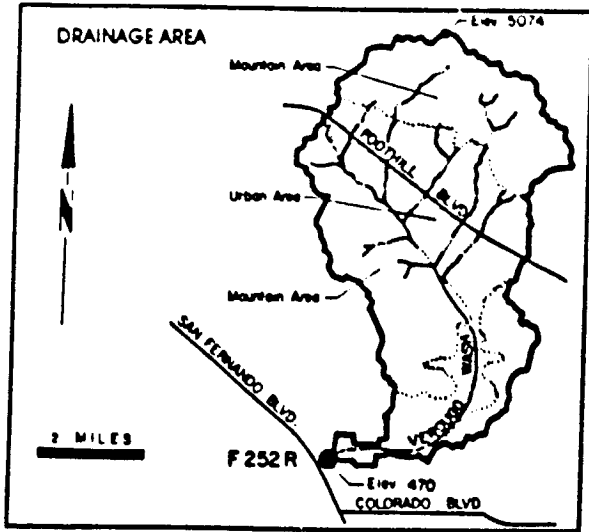 Elev 5074
DRAINAGE AREA
Mountain Area
FOOTHILL
BLVD.
Urban Area
Mountain Area
SAN FERNANDO BLVD.
WASH
VERDUGO
N
2 MILES
F 252 R
Elev 470
COLORADO BLVD